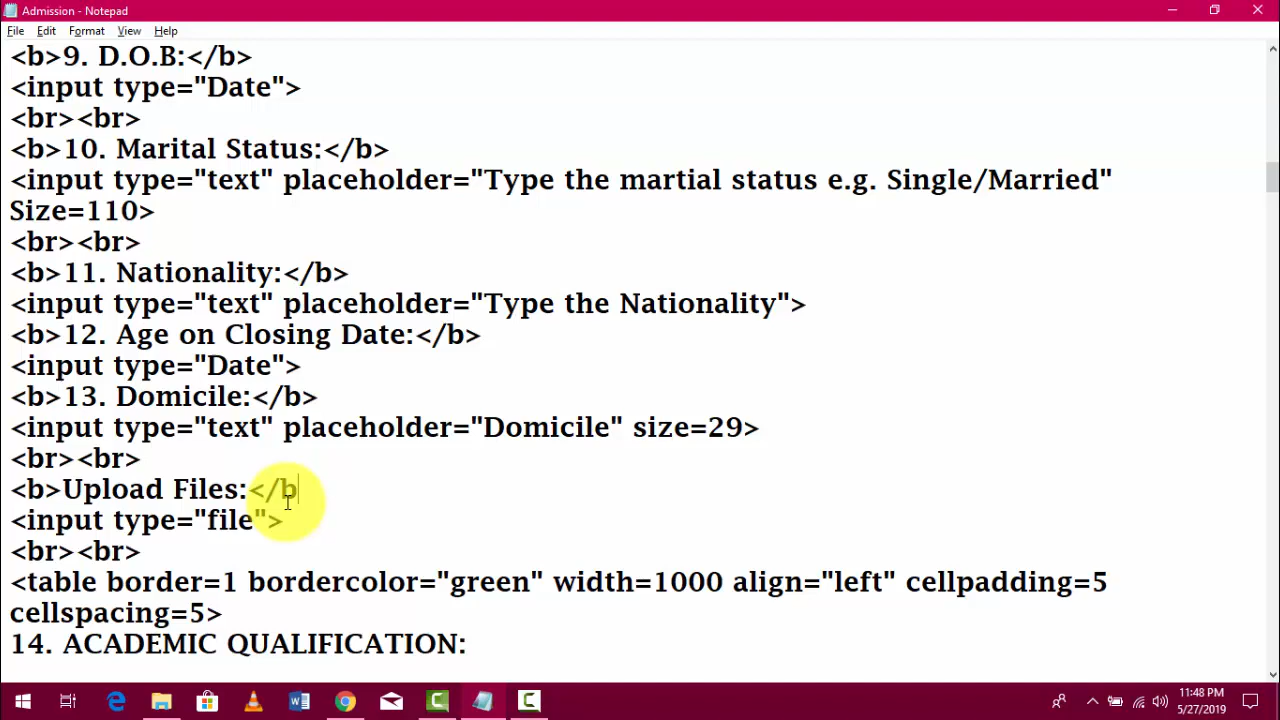 Admission - Notepad
File Edit Format View Help
<b>9. D.O.B:</b>
<input type="Date">
<br><br>
<b>10. Marital Status:</b>
<input type="text" placeholder="Type the martial status e.g. Single/Married"
Size=110>
<br><br>
<b>11. Nationality:</b>
<input type="text" placeholder="Type the Nationality">
<b>12. Age on Closing Date:</b>
<input type="Date">
<b>13. Domicile:</b>
<input type="text" placeholder="Domicile" size=29>
<br><br>
<b>Upload Files:</b
<input type="file">
<br><br>
<table border=1 bordercolor="green" width=1000 align="left" cellpadding=5
cellspacing=5>
14. ACADEMIC QUALIFICATION:
11:48 PM
5/27/2019